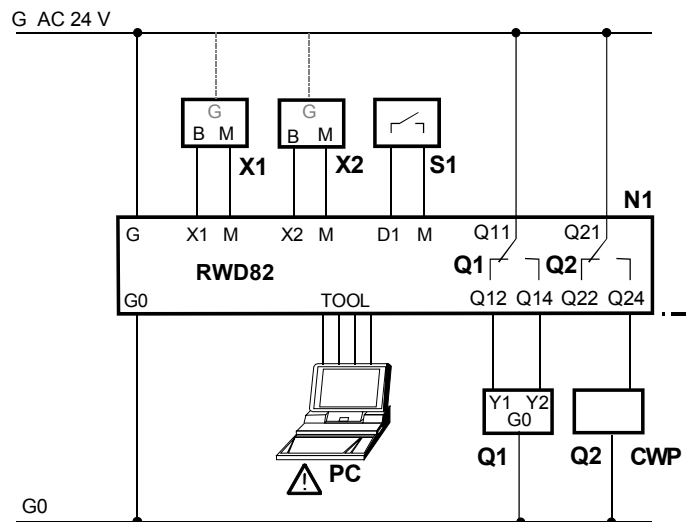 G AC 24 V
G G
B M B M
X1 X2 S1
N1
G X1 M X2 M D1 M Q11 Q21
RWD82 Q1 Q2
G0 TOOL Q12 Q14 Q22 Q24
Y1 Y2
G0
PC Q1 Q2 CWP
G0